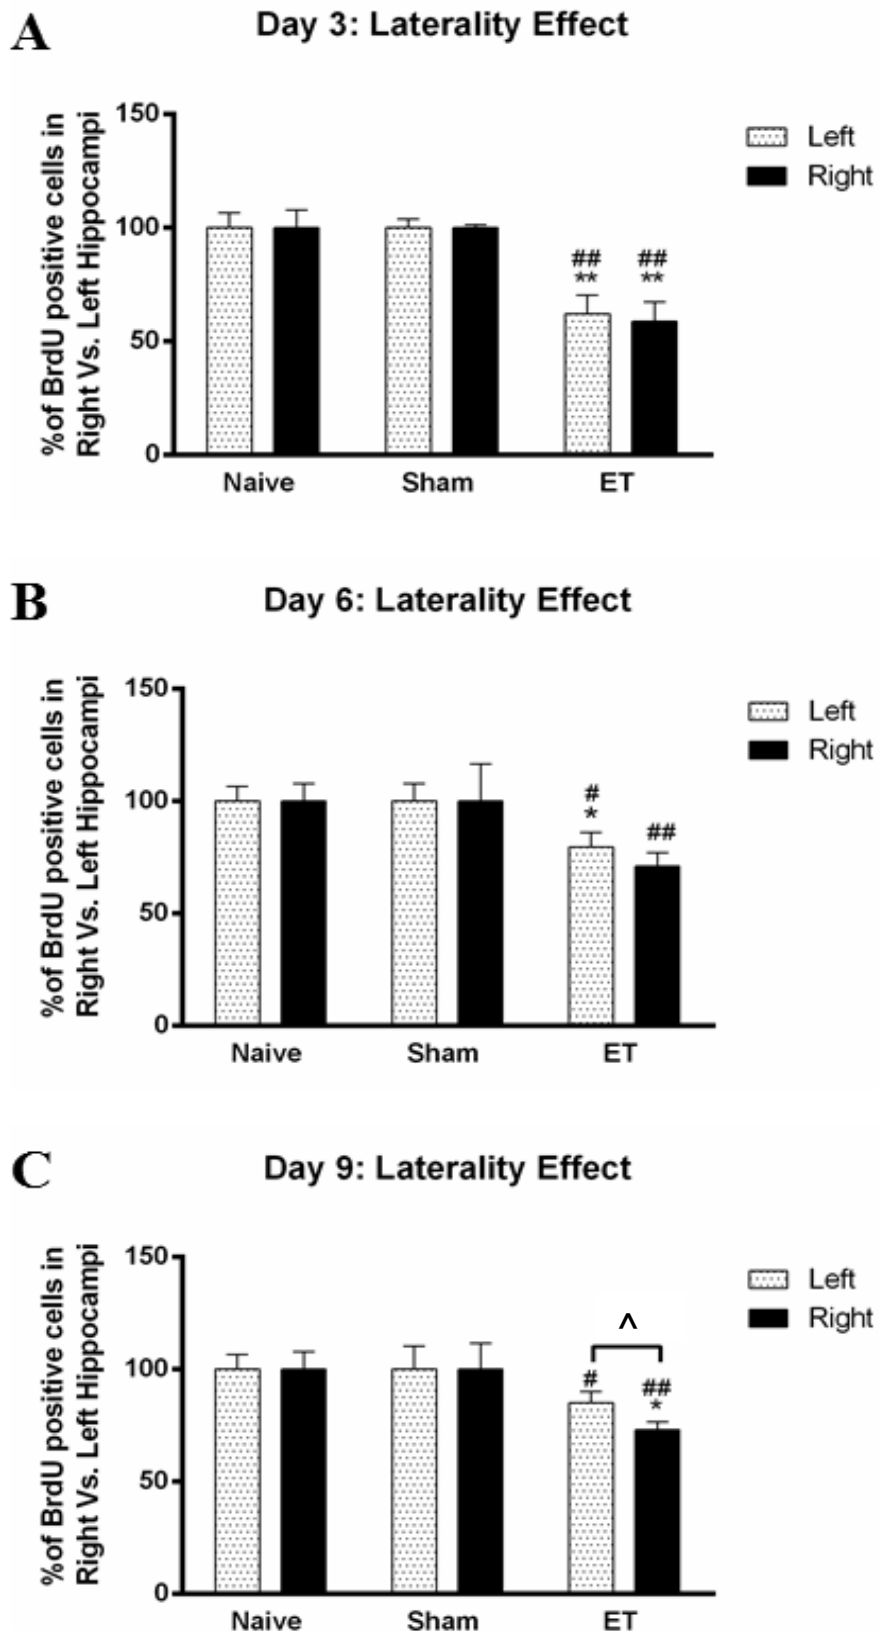 A
Day 3: Laterality Effect
%of BrdU positive cells in
Right Vs. Left Hippocampi
150
100
50
0
Left
Right
##
**
##
**
Naive
Sham
ET
B
Day 6: Laterality Effect
%of BrdU positive cells in
Right Vs. Left Hippocampi
150
100
50
0
Left
Right
#
*
##
Naive
Sham
ET
C
Day 9: Laterality Effect
%of BrdU positive cells in
Right Vs. Left Hippocampi
150
100
50
0
Left
Right
^
#
##
*
Naive
Sham
ET